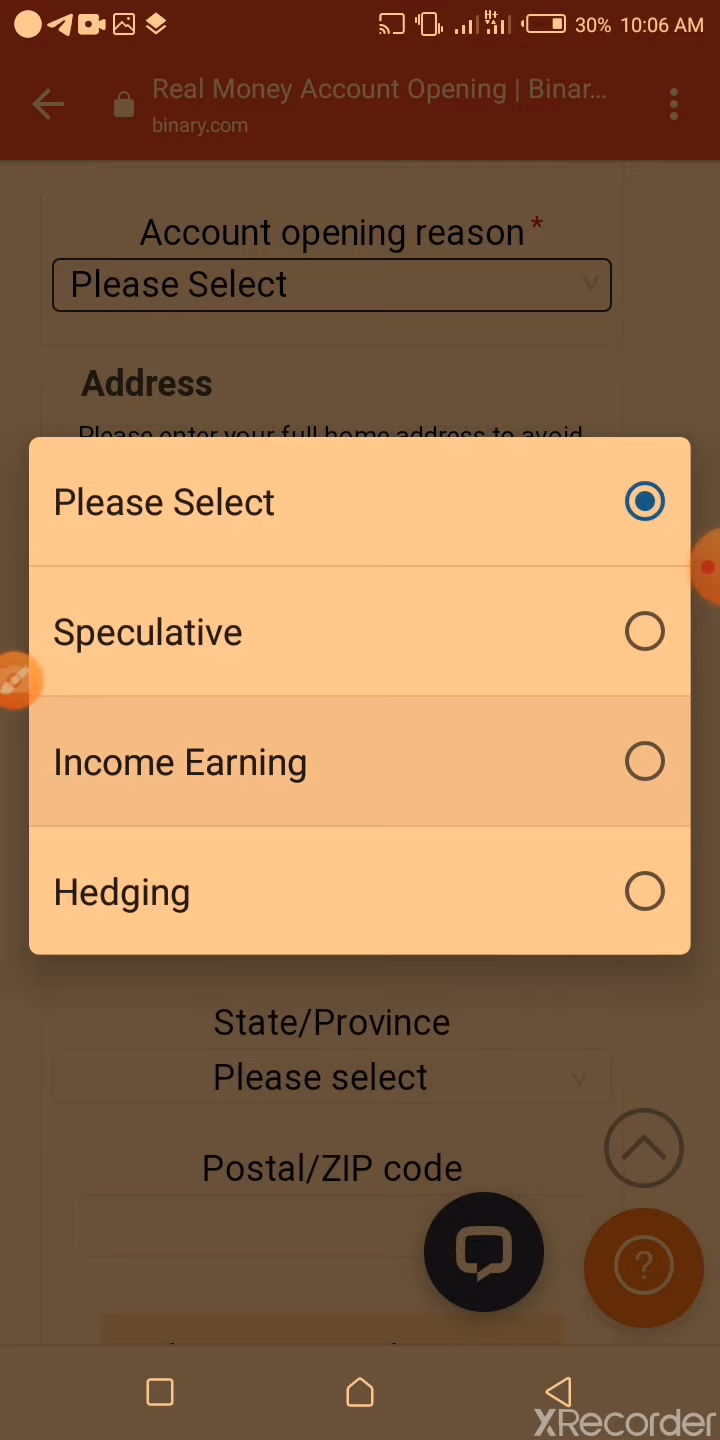 30% 10:06 AM
Real Money Account Opening | Binar...
binary.com
Account opening reason *
Please Select
Address
Please enter your full home address to avoid
Please Select
Speculative
Income Earning
Hedging
State/Province
Please select
Postal/ZIP code
?
XRecorder